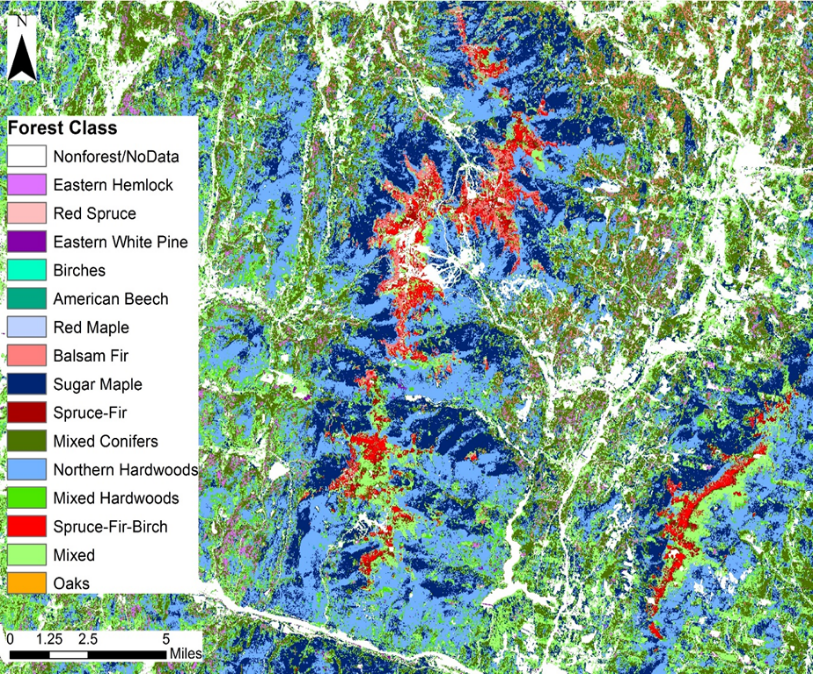 N
Forest Class
Nonforest/NoData
Eastern Hemlock
Red Spruce
Eastern White Pine
Birches
American Beech
Red Maple
Balsam Fir
Sugar Maple
Spruce-Fir
Mixed Conifers
Northern Hardwoods
Mixed Hardwoods
Spruce-Fir-Birch
Mixed
Oaks
0 1.25 2.5 5
Miles